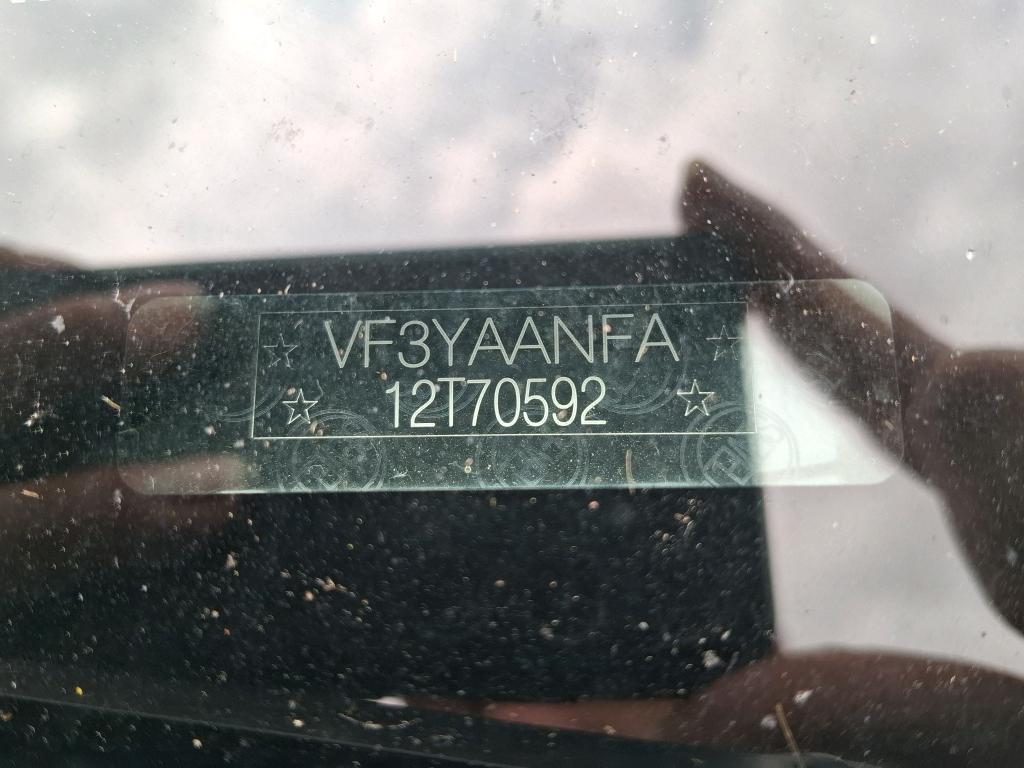 ☆ VF3YAANFA ☆
☆ 12T70592 ☆